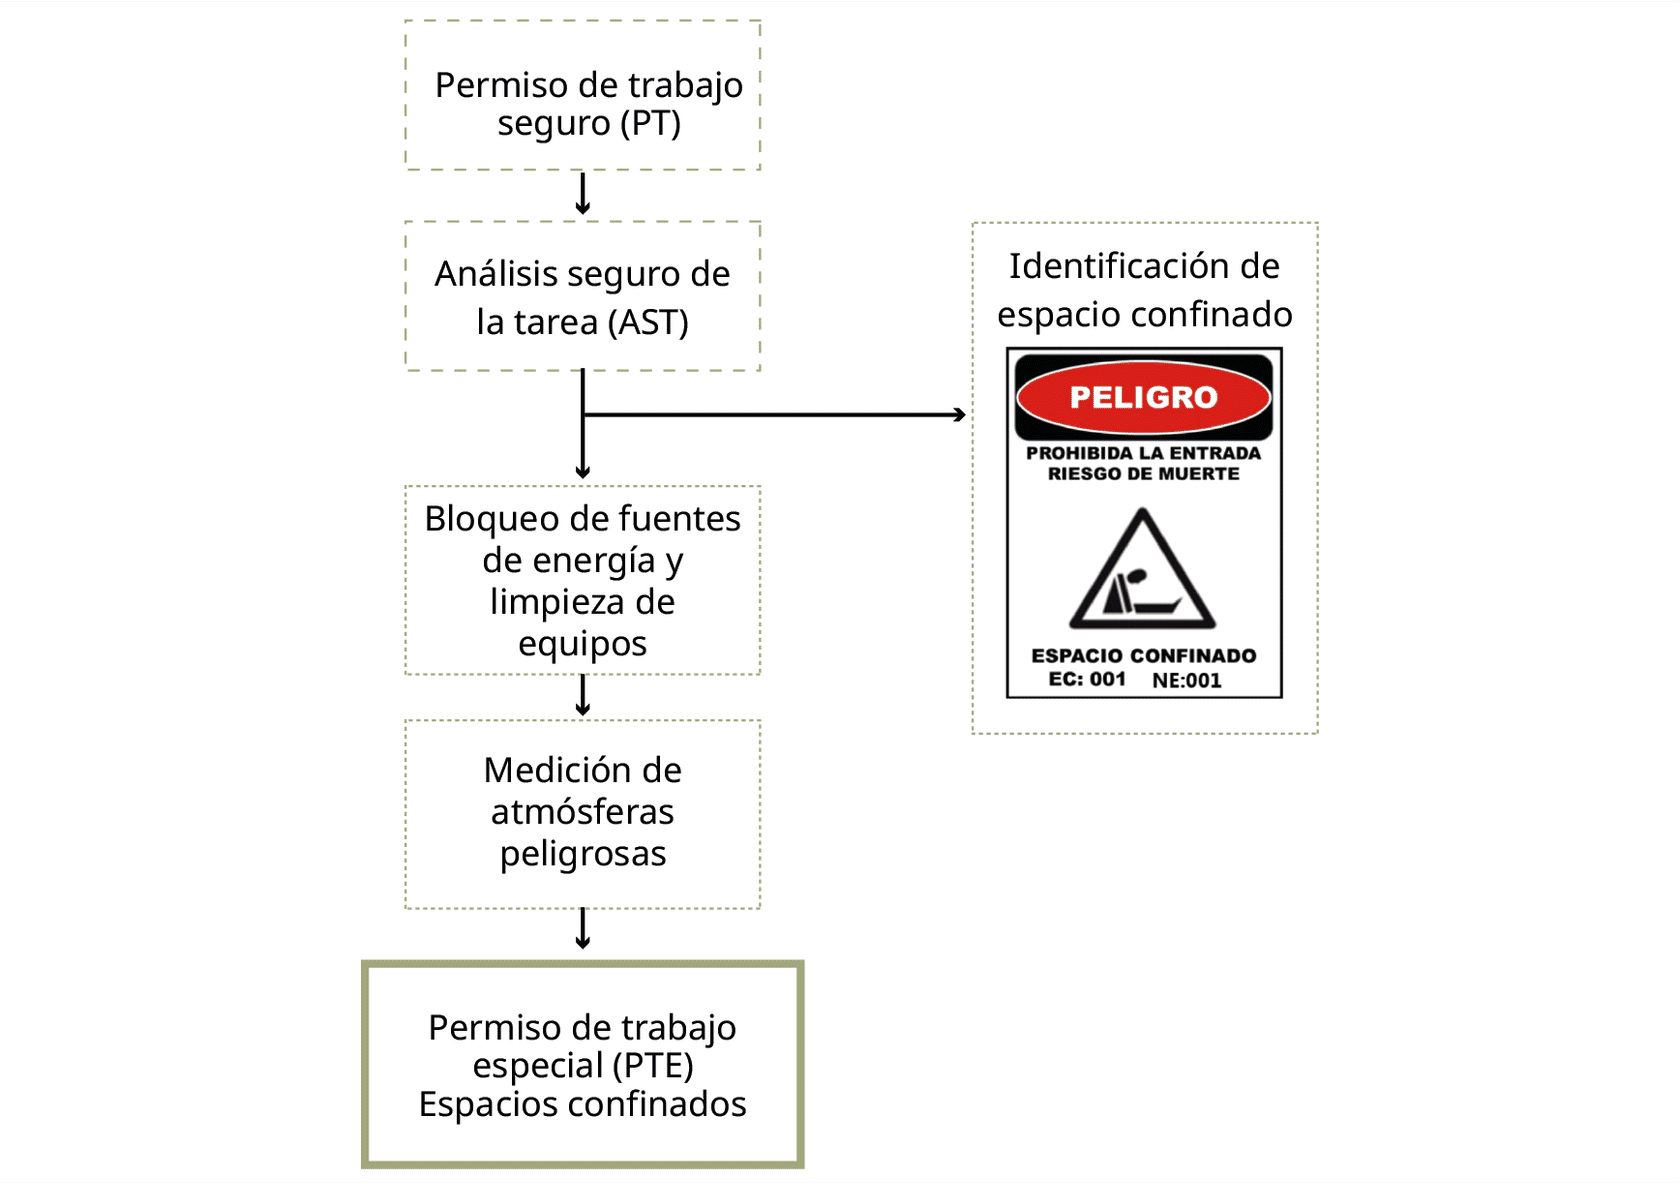 Permiso de trabajo
seguro (PT)
Análisis seguro de
la tarea (AST)
Identificación de
espacio confinado
PELIGRO
PROHIBIDA LA ENTRADA
RIESGO DE MUERTE
ESPACIO CONFINADO
EC: 001 NE:001
Bloqueo de fuentes
de energía y
limpieza de
equipos
Medición de
atmósferas
peligrosas
Permiso de trabajo
especial (PTE)
Espacios confinados